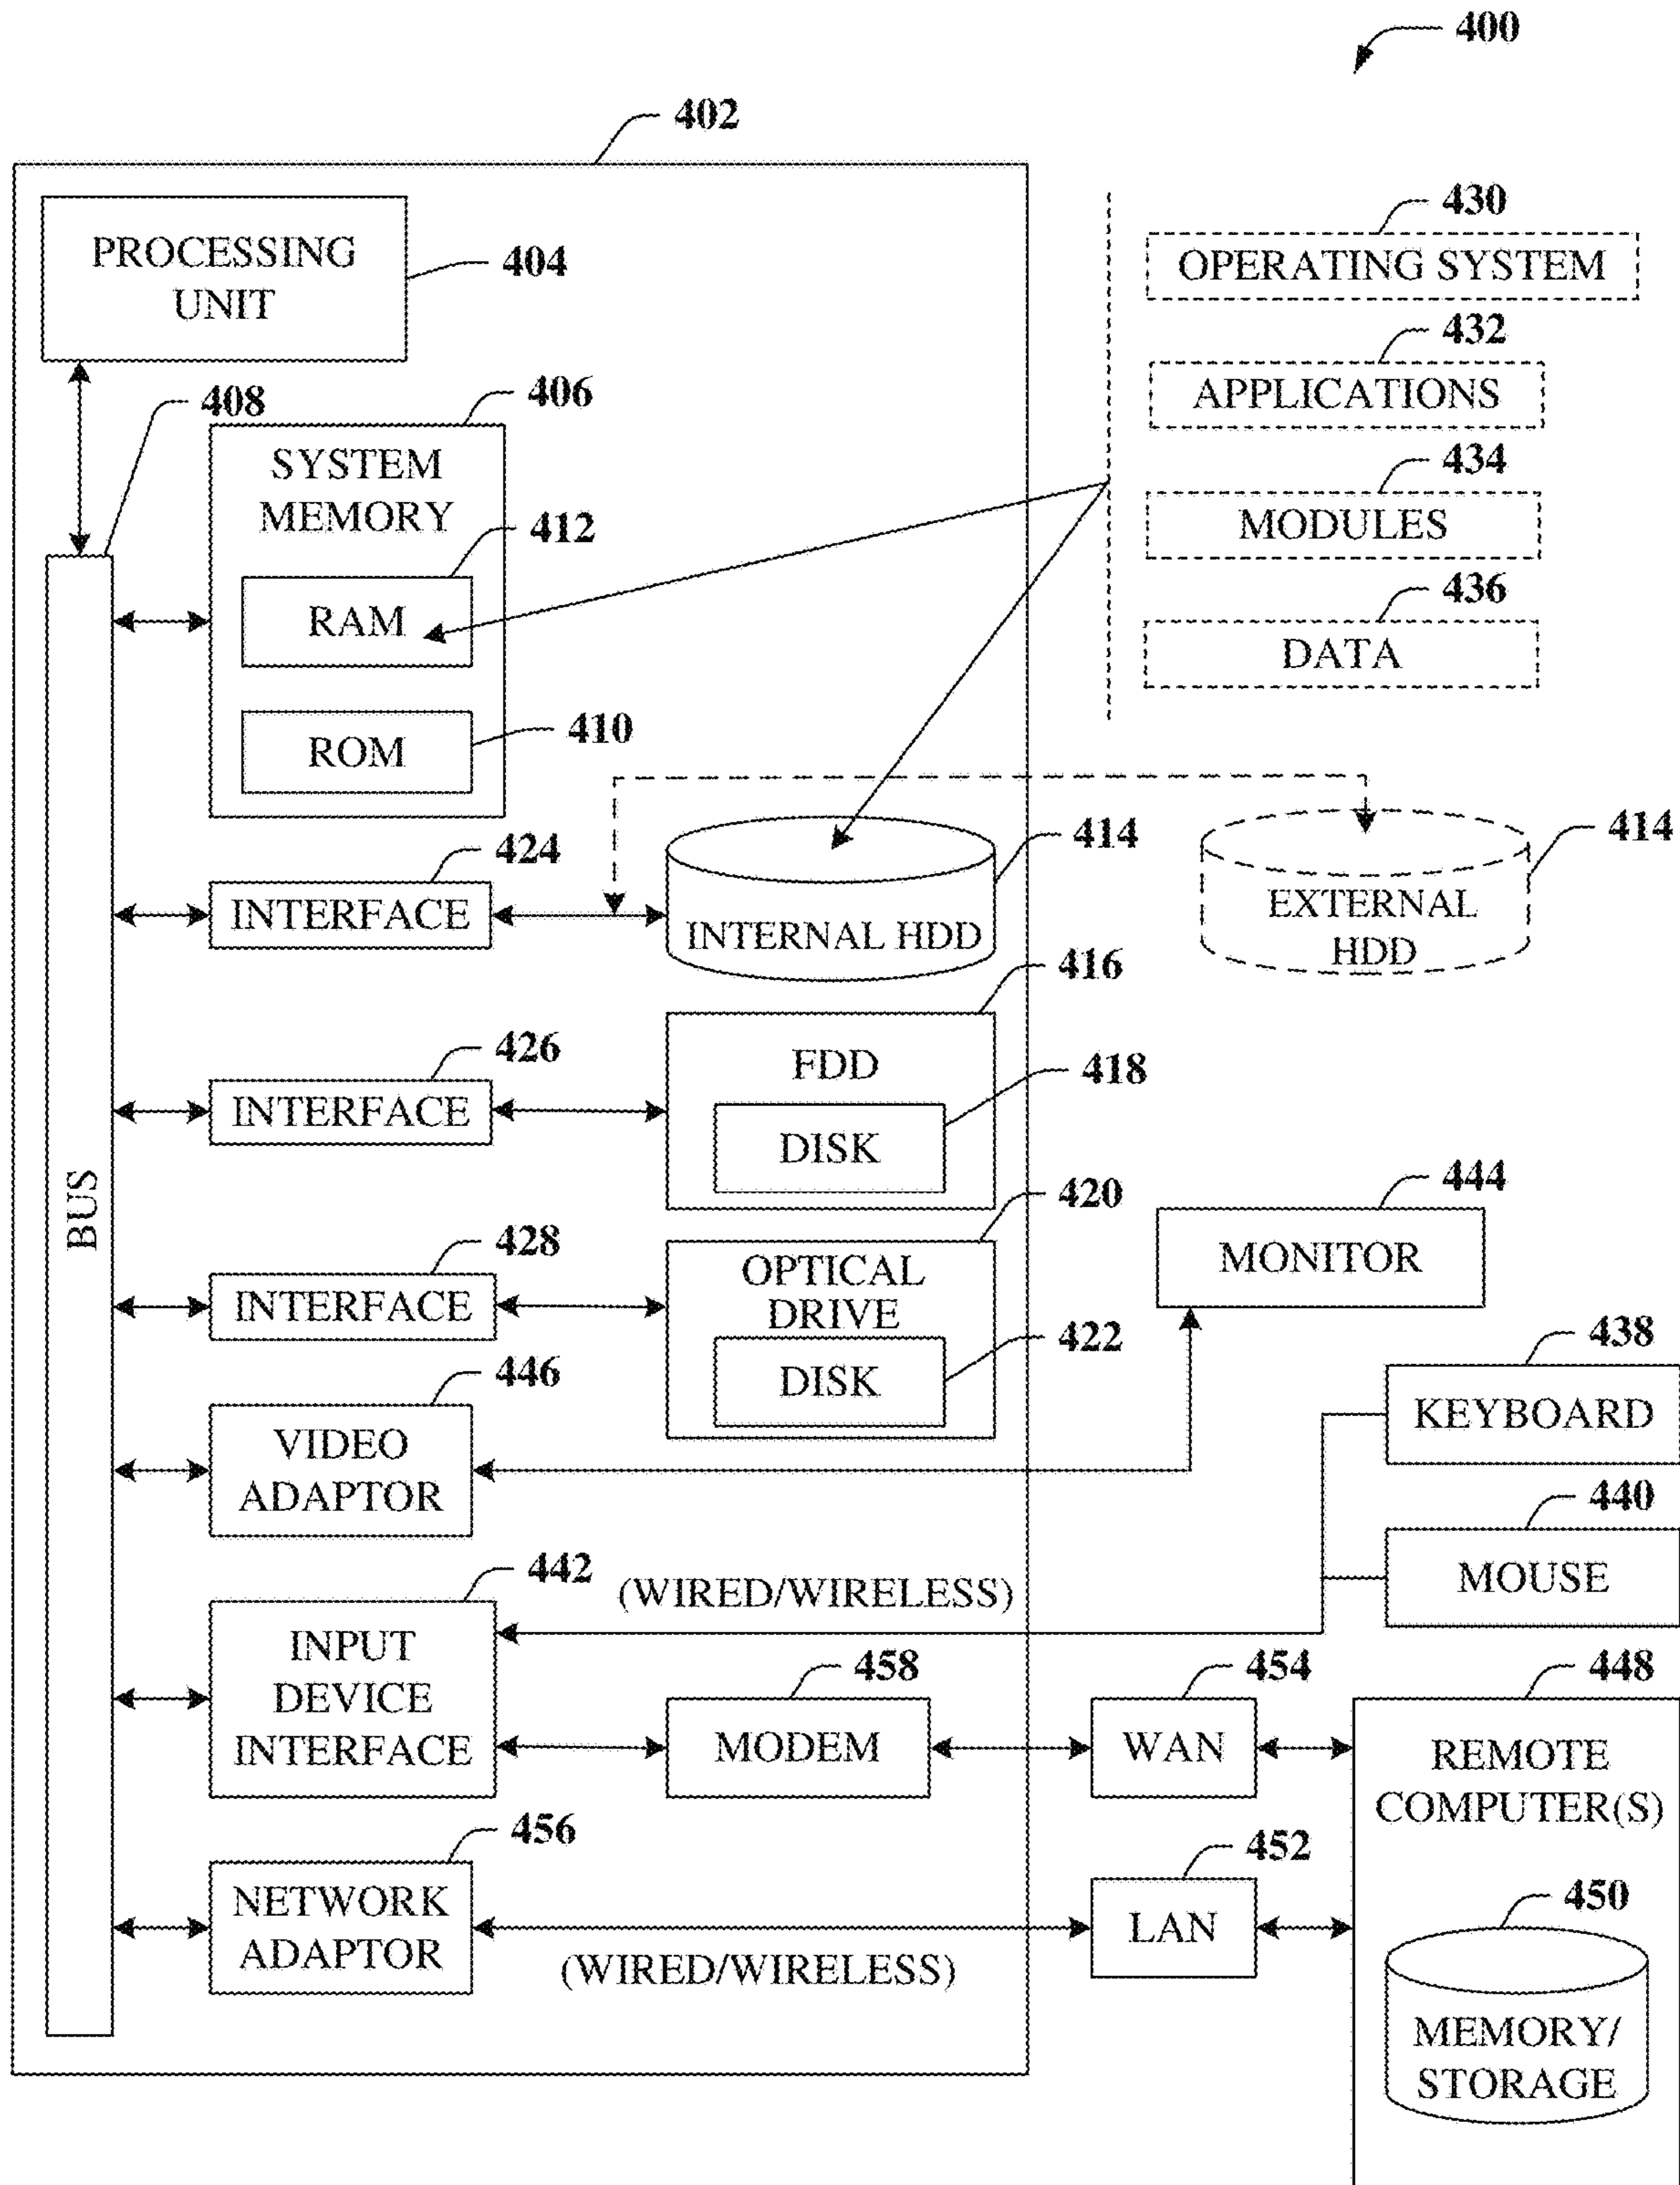 400
402
PROCESSING
UNIT
404
408
406
SYSTEM
MEMORY
412
RAM
410
ROM
430
OPERATING SYSTEM
432
APPLICATIONS
434
MODULES
436
DATA
424
INTERFACE
414
INTERNAL HDD
414
EXTERNAL
HDD
426
INTERFACE
416
FDD
418
DISK
BUS
428
INTERFACE
420
OPTICAL
DRIVE
422
DISK
444
MONITOR
446
VIDEO
ADAPTOR
438
KEYBOARD
440
MOUSE
442
(WIRED/WIRELESS)
INPUT
DEVICE
INTERFACE
458
MODEM
454
WAN
448
REMOTE
COMPUTER(S)
456
NETWORK
ADAPTOR
(WIRED/WIRELESS)
452
LAN
450
MEMORY/
STORAGE